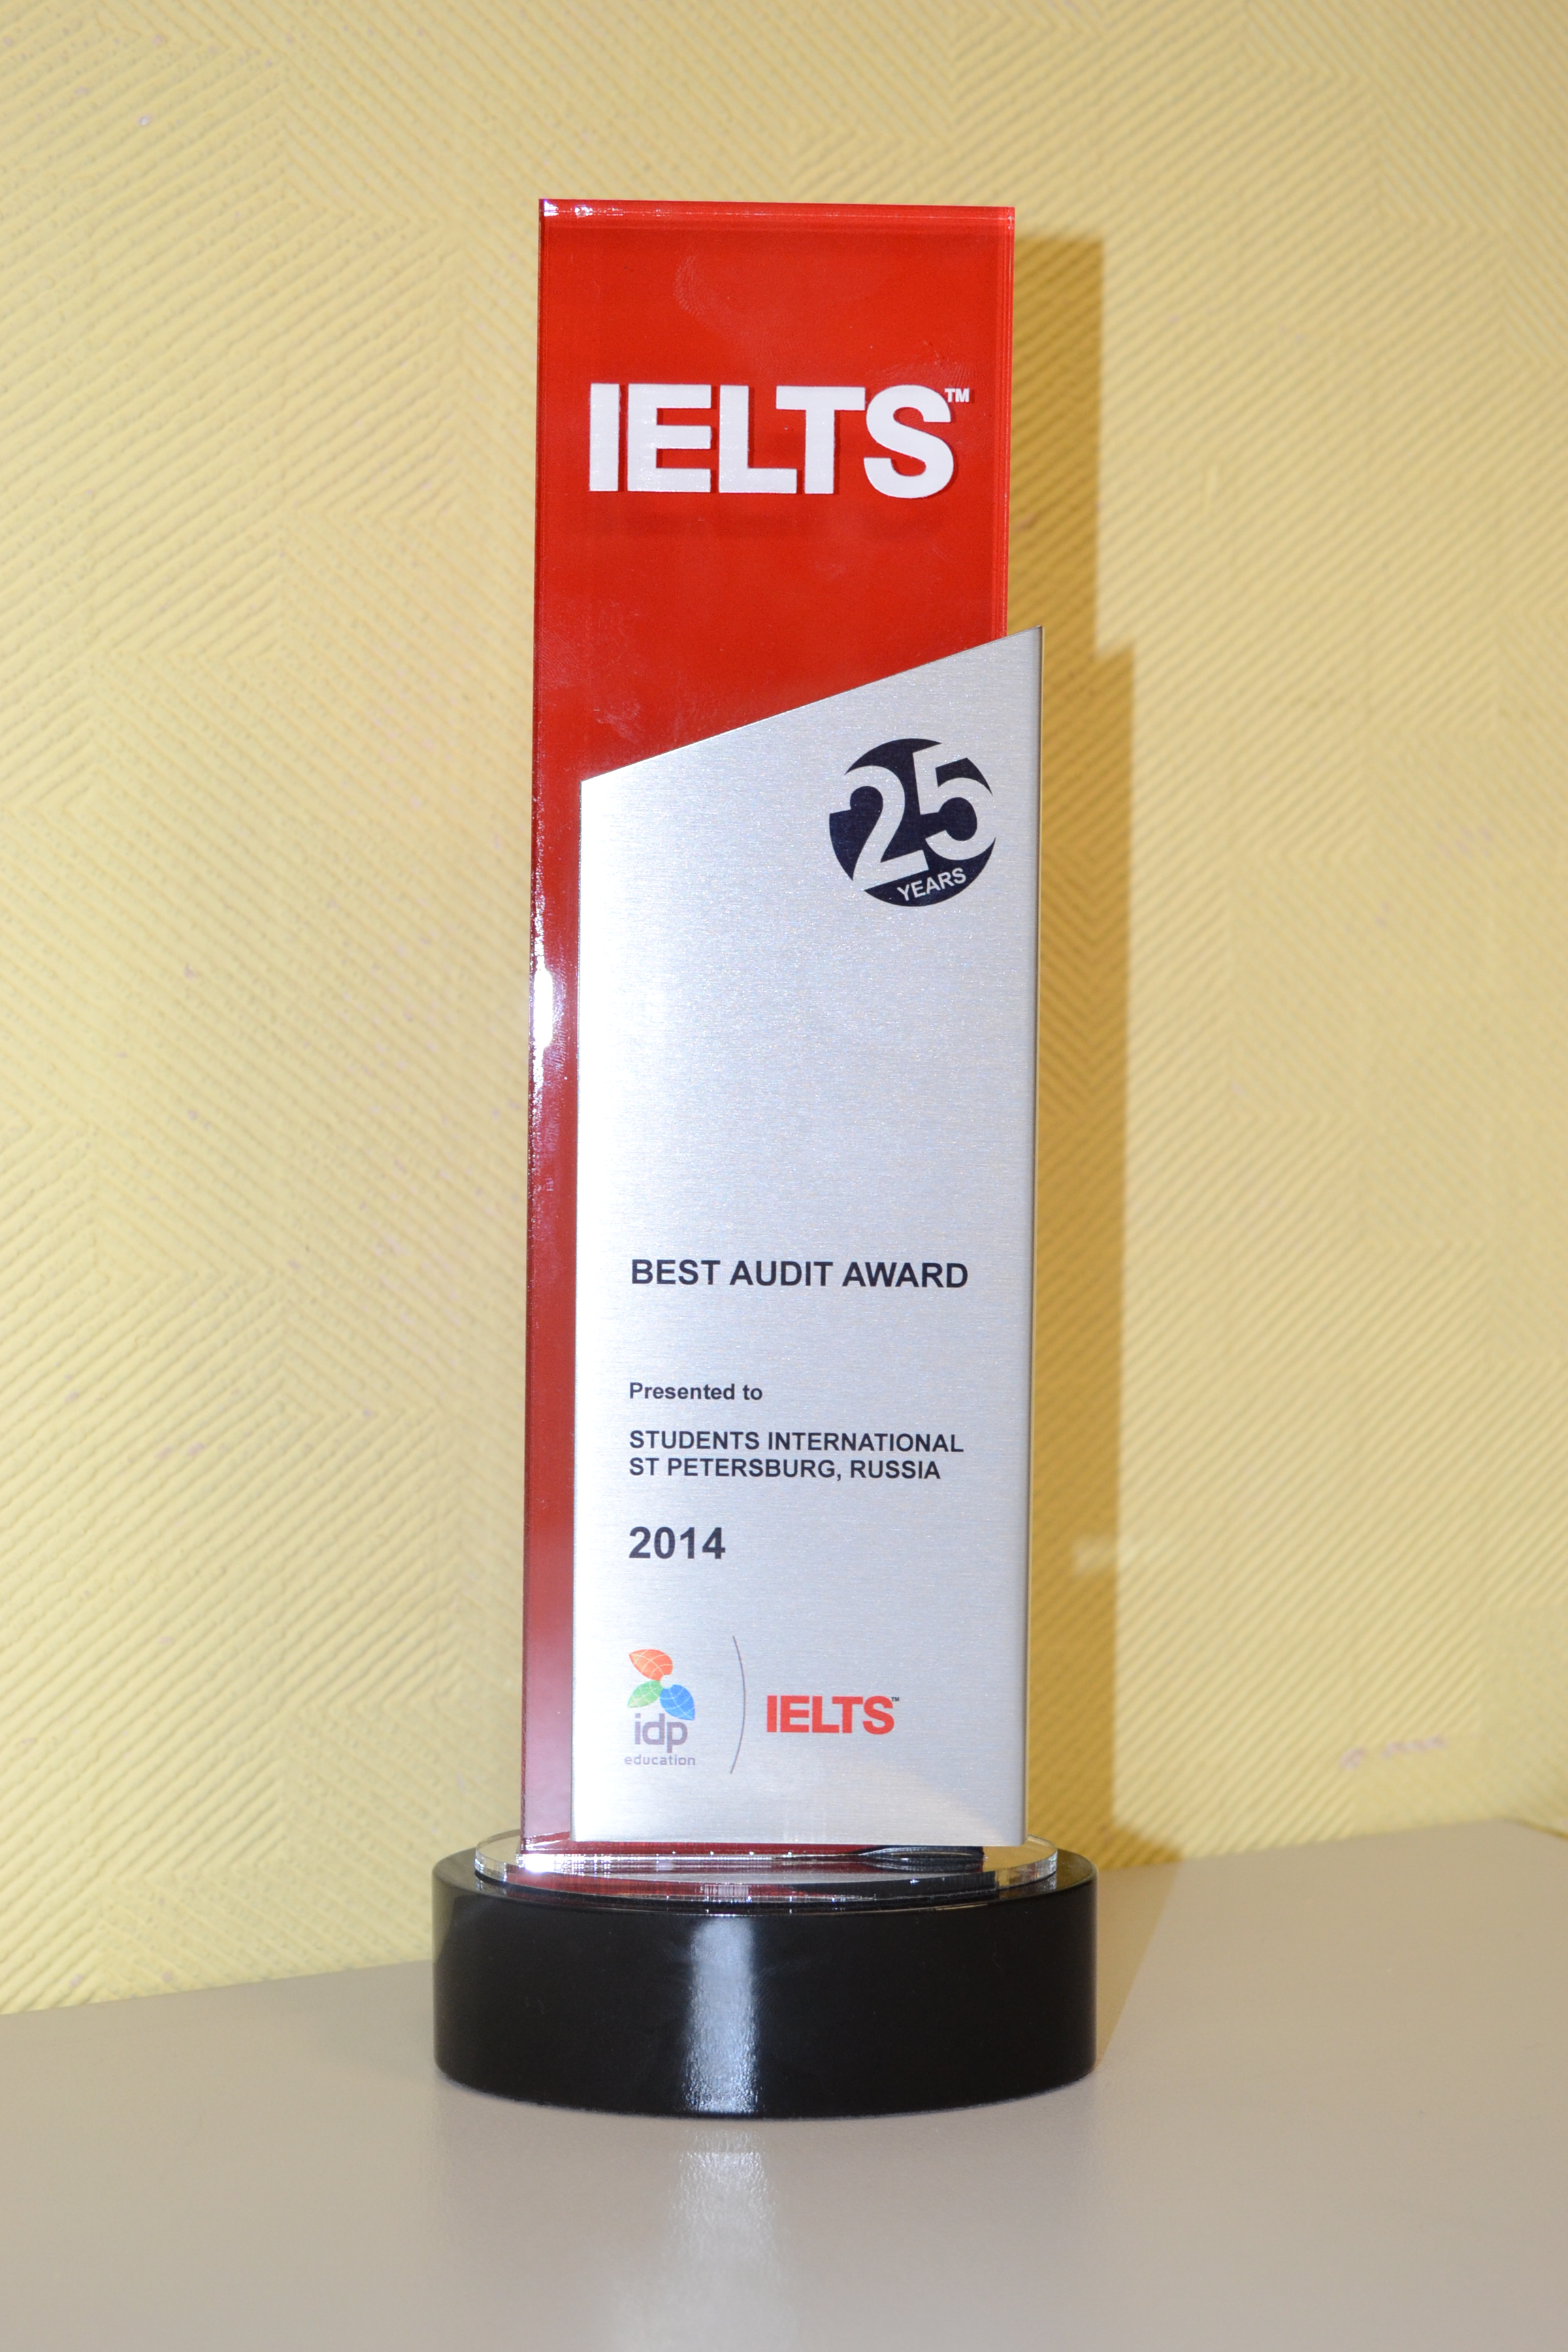 IELTS™
25
YEARS
BEST AUDIT AWARD
Presented to
STUDENTS INTERNATIONAL
ST PETERSBURG, RUSSIA
2014
idp
education
IELTS™